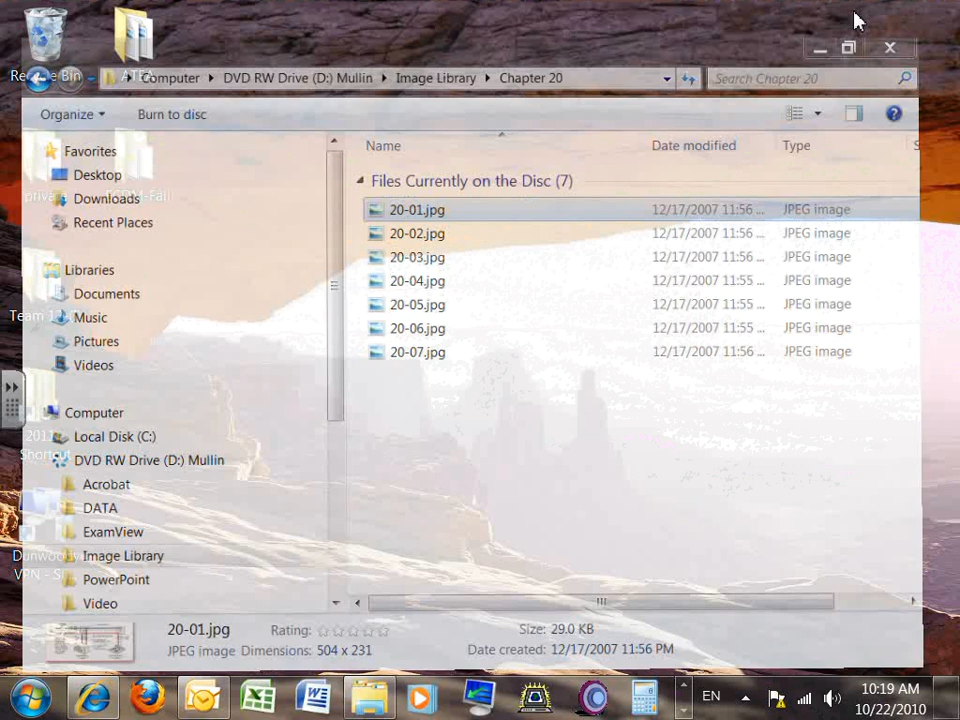 Recycle Bin
ATEA
Computer DVD RW Drive (D:) Mullin Image Library Chapter 20
Search Chapter 20
Organize Burn to disc
Favorites
Desktop
Downloads
Recent Places
Libraries
Documents
Music
Pictures
Videos
Computer
Local Disk (C:)
DVD RW Drive (D:) Mullin
Acrobat
DATA
ExamView
Image Library
PowerPoint
Video
Name Date modified Type
Files Currently on the Disc (7)
20-01.jpg 12/17/2007 11:56 ... JPEG image
20-02.jpg 12/17/2007 11:56 ... JPEG image
20-03.jpg 12/17/2007 11:56 ... JPEG image
20-04.jpg 12/17/2007 11:55 ... JPEG image
20-05.jpg 12/17/2007 11:55 ... JPEG image
20-06.jpg 12/17/2007 11:55 ... JPEG image
20-07.jpg 12/17/2007 11:56 ... JPEG image
Team
VPN - S
20-01.jpg Rating: Size: 29.0 KB
JPEG image Dimensions: 504 x 231 Date created: 12/17/2007 11:56 PM
EN
10:19 AM
10/22/2010